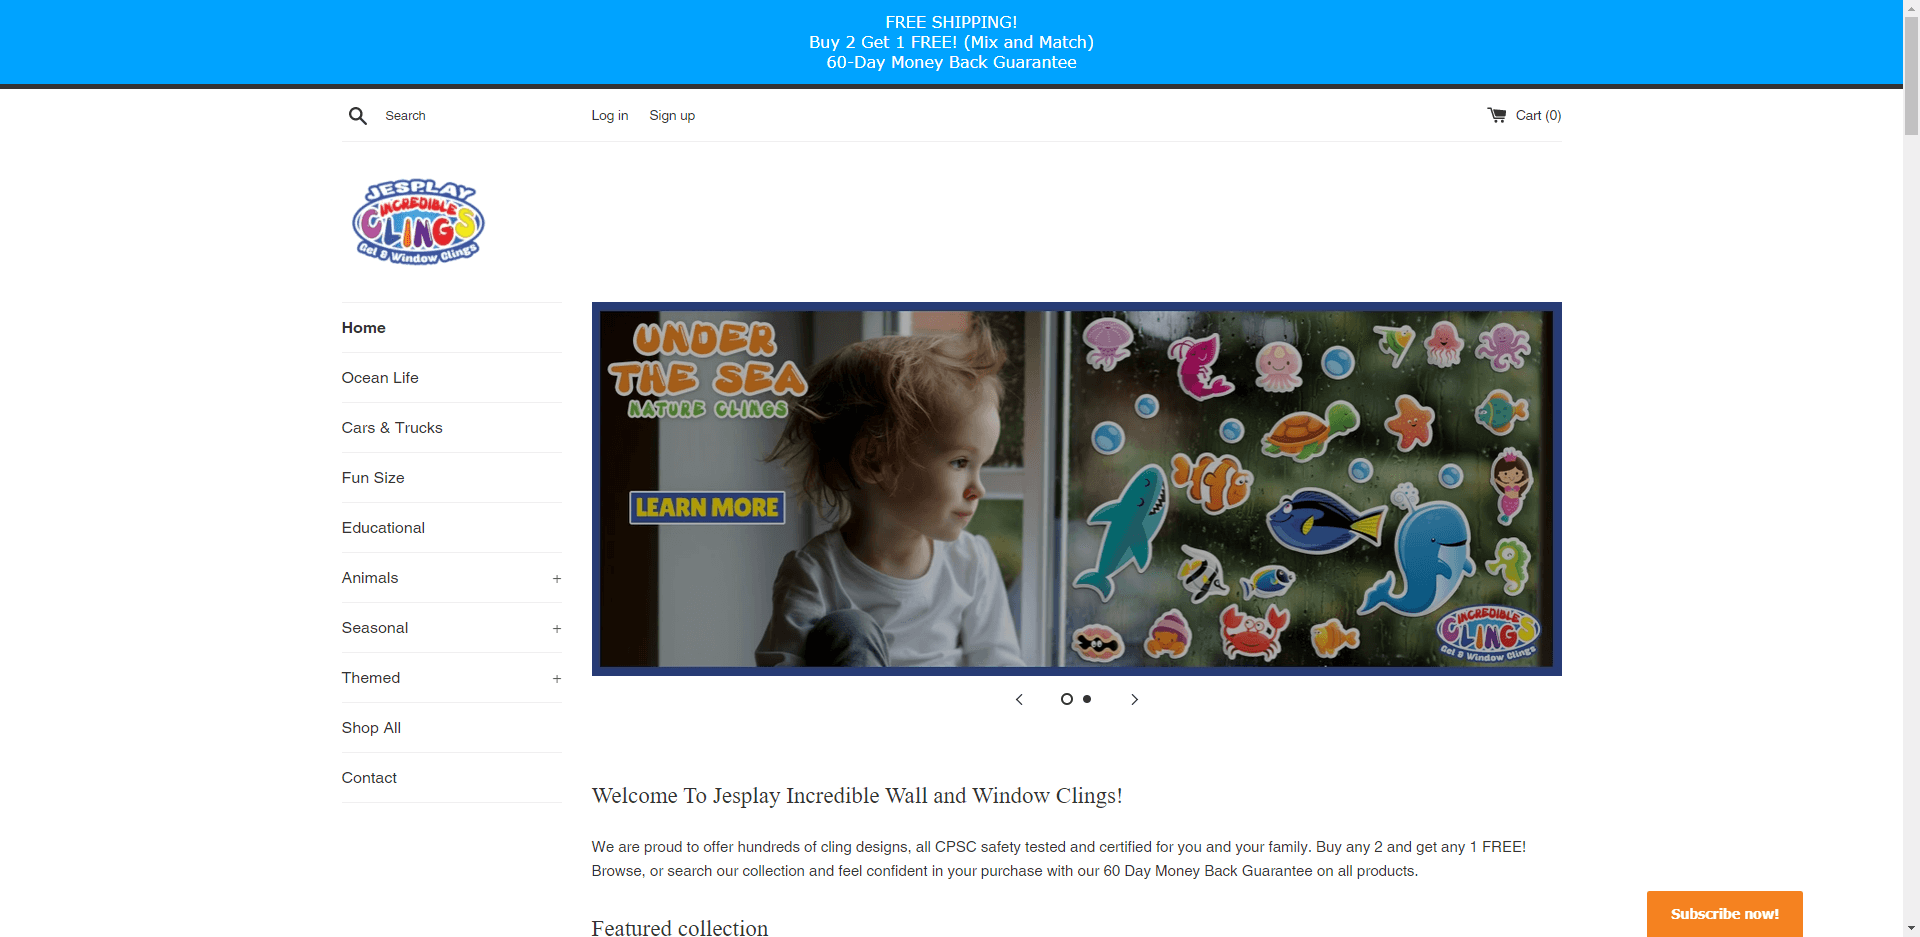 FREE SHIPPING!
Buy 2 Get 1 FREE! (Mix and Match)
60-Day Money Back Guarantee
Search
Log in
Sign up
Cart (0)
JESPLAY
INCREDIBLE
CLINGS
Gel & Window Clings
Home
Ocean Life
Cars & Trucks
Fun Size
Educational
Animals +
Seasonal +
Themed +
Shop All
Contact
UNDER
THE SEA
NATURE CLINGS
LEARN MORE
INCREDIBLE
CLINGS
Gel & Window Clings
Welcome To Jesplay Incredible Wall and Window Clings!
We are proud to offer hundreds of cling designs, all CPSC safety tested and certified for you and your family. Buy any 2 and get any 1 FREE!
Browse, or search our collection and feel confident in your purchase with our 60 Day Money Back Guarantee on all products.
Featured collection
Subscribe now!